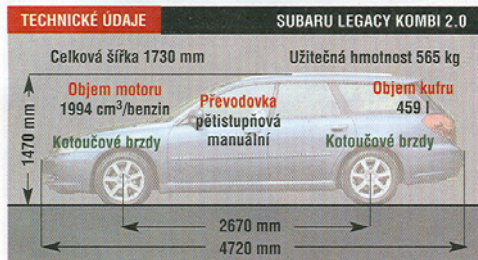 TECHNICKÉ ÚDAJE
SUBARU LEGACY KOMBI 2.0
Celková šířka 1730 mm
Užitečná hmotnost 565 kg
Objem motoru
1994 cm³/benzin
Převodovka
pětistupňová
manuální
Objem kufru
459 l
Kotoučové brzdy
Kotoučové brzdy
1470 mm
2670 mm
4720 mm